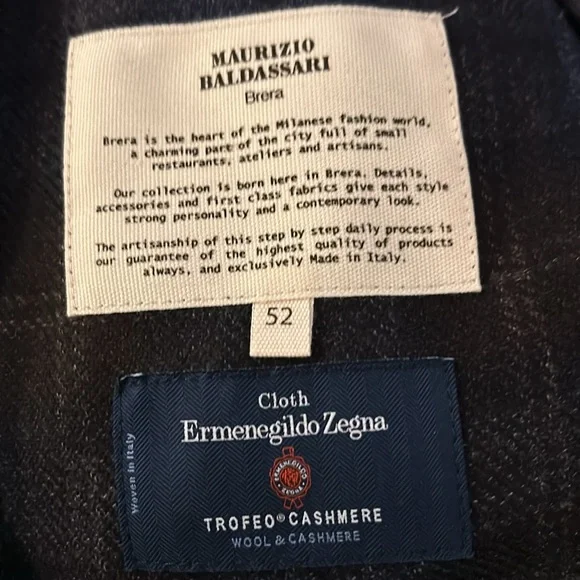 MAURIZIO
BALDASSARI
Brera
Brera is the heart of the Milanese fashion world,
a charming part of the city full of small
restaurants, ateliers and artisans.
Our collection is born here in Brera. Details,
accessories and first class fabrics give each style
strong personality and a contemporary look.
The artisanship of this step by step daily process is
our guarantee of the highest quality of products
always, and exclusively Made in Italy.
52
Cloth
Ermenegildo Zegna
ERMENEGILDO
ZEGNA
TROFEO® CASHMERE
WOOL & CASHMERE
Woven in Italy